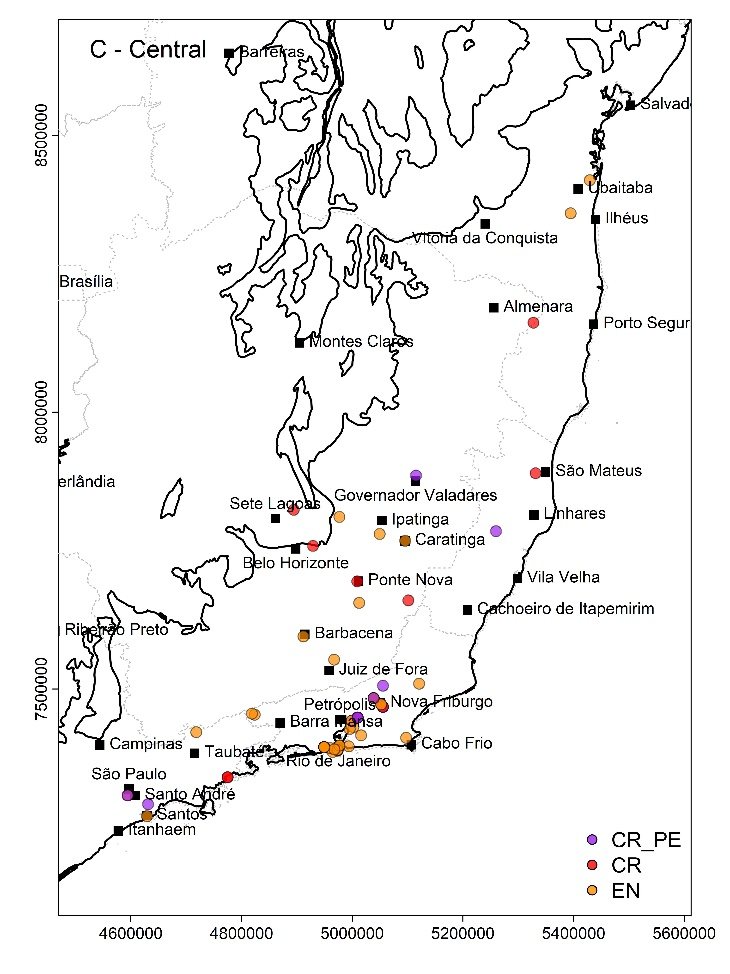 C - Central
Barreiras
Salvad
8500000
Ubaitaba
Ilhéus
Vitória da Conquista
Brasília
Almenara
Porto Segur
Montes Claros
8000000
São Mateus
erlândia
Governador Valadares
Sete Lagoas
Linhares
Ipatinga
Caratinga
Belo Horizonte
Ponte Nova
Vila Velha
Cachoeiro de Itapemirim
Ribeirão Preto
Barbacena
Juiz de Fora
7500000
Petrópolis
Nova Friburgo
Barra Mansa
Campinas
Taubaté
Cabo Frio
Rio de Janeiro
São Paulo
Santo André
Santos
Itanhaem
CR_PE
CR
EN
4600000 4800000 5000000 5200000 5400000 5600000